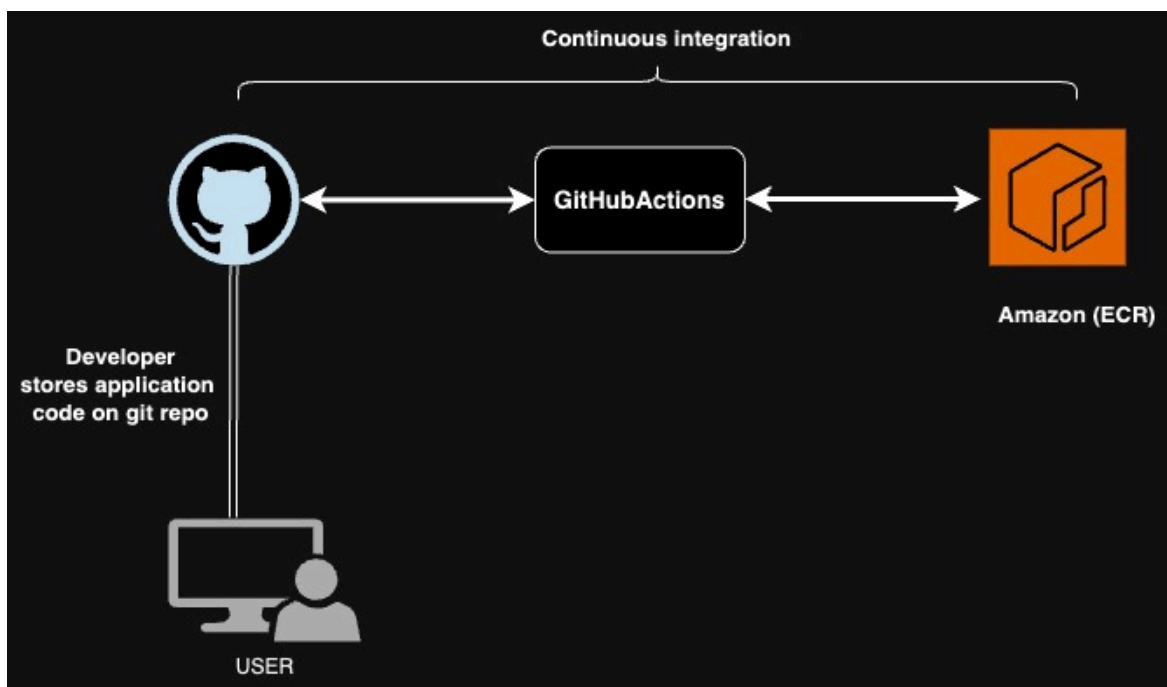 Continuous integration
GitHubActions
Amazon (ECR)
Developer
stores application
code on git repo
USER